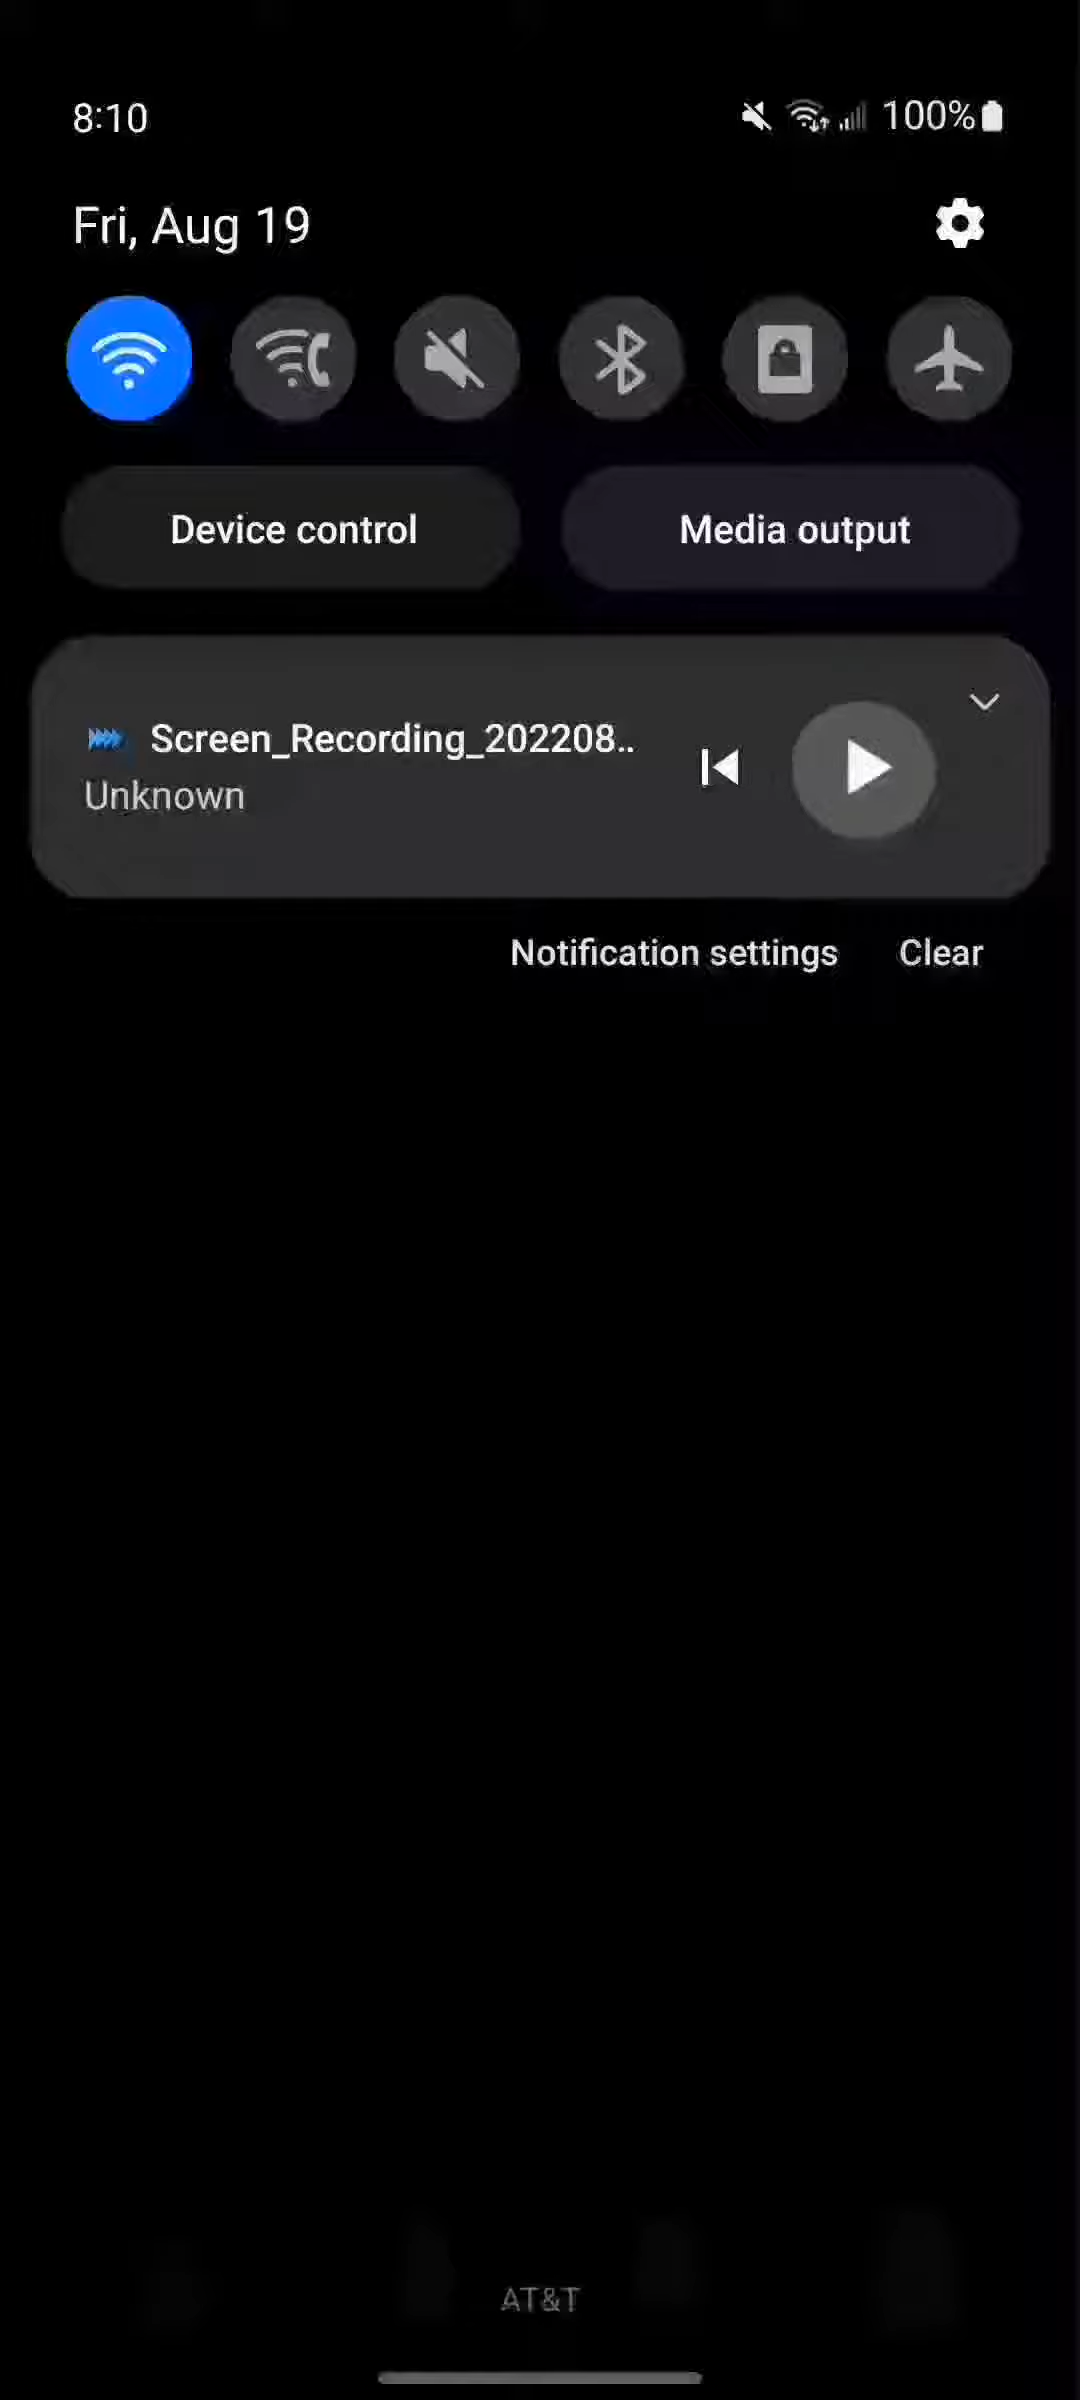 8:10
100%
Fri, Aug 19
Device control
Media output
Screen_Recording_202208..
Unknown
Notification settings
Clear
AT&T